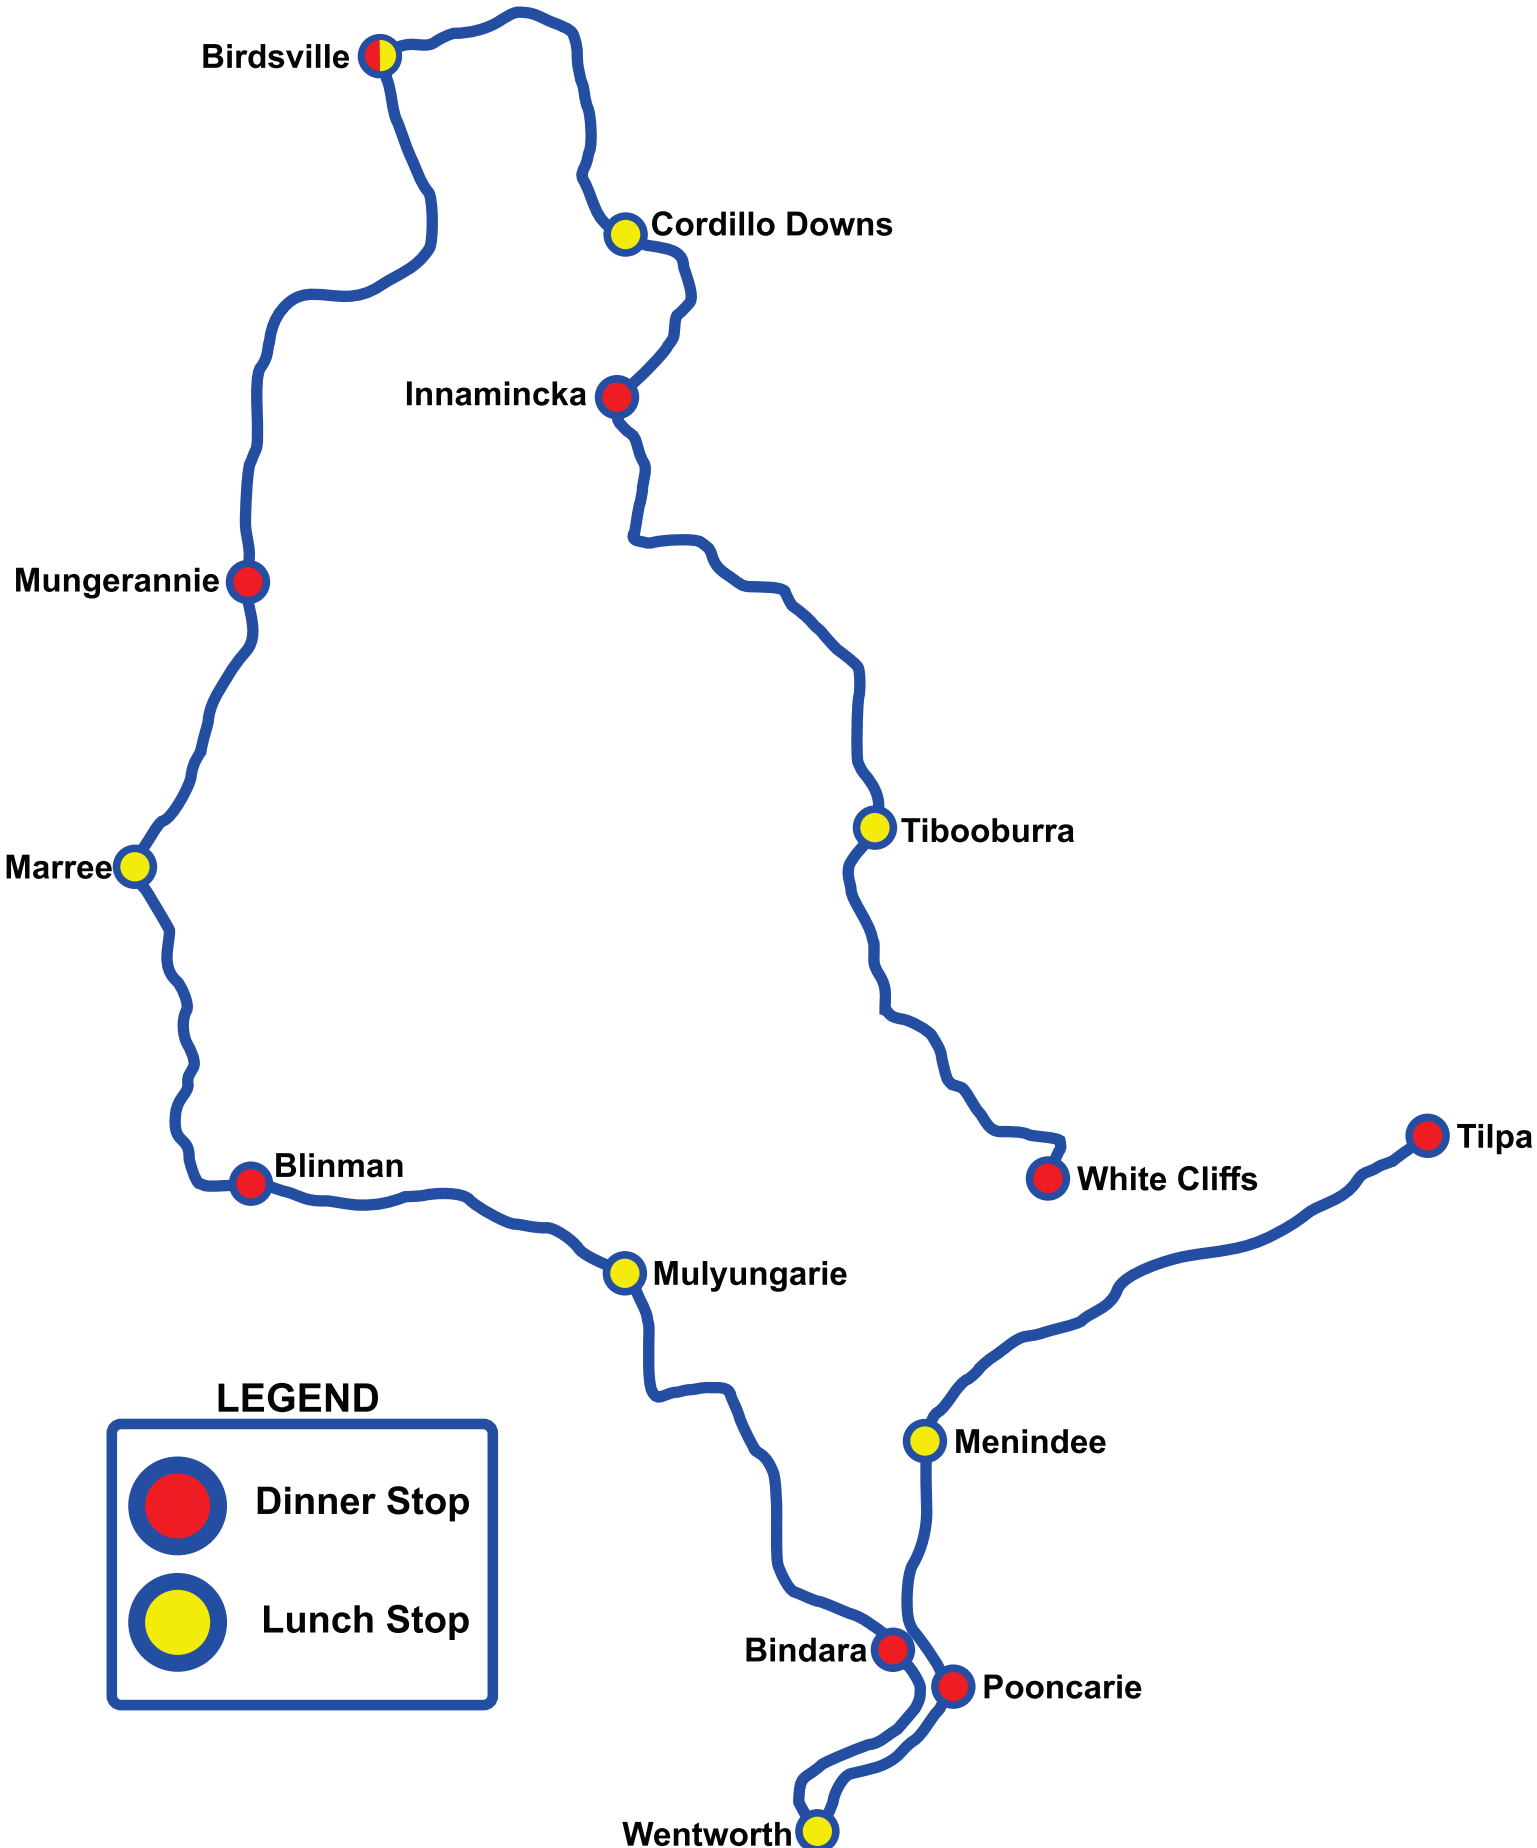 Birdsville
Cordillo Downs
Innamincka
Mungerannie
Tibooburra
Marree
Tilpa
Blinman
White Cliffs
Mulyungarie
LEGEND
Menindee
Dinner Stop
Lunch Stop
Bindara
Pooncarie
Wentworth